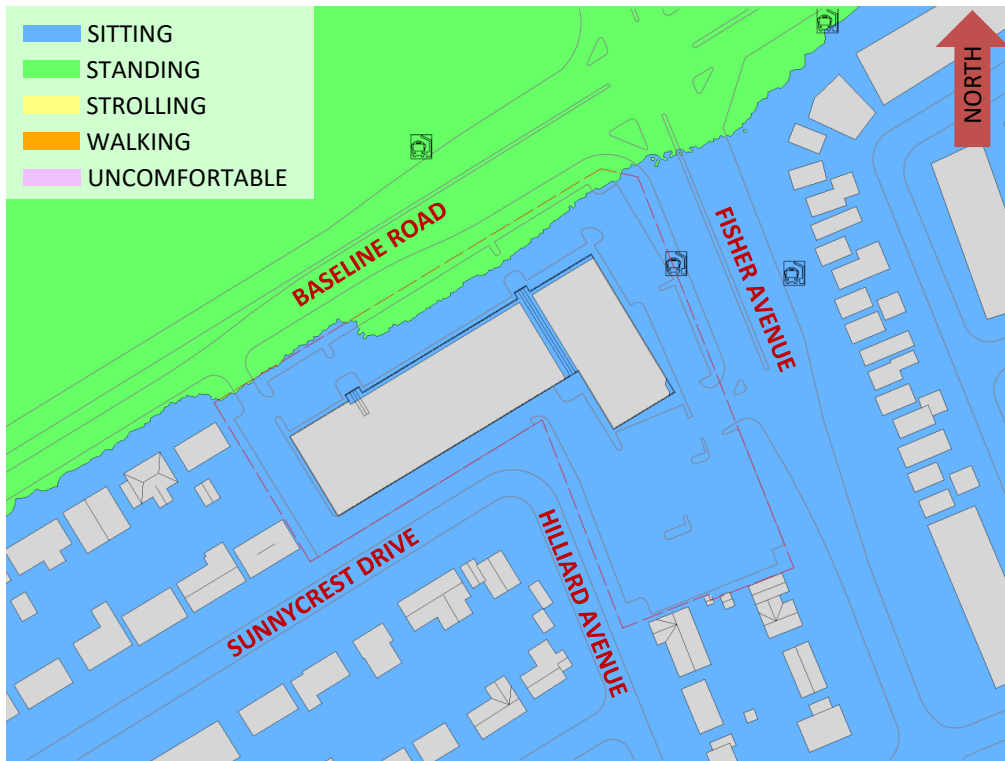 SITTING
STANDING
STROLLING
WALKING
UNCOMFORTABLE
NORTH
BASELINE ROAD
FISHER AVENUE
SUNNYCREST DRIVE
HILLIARD AVENUE